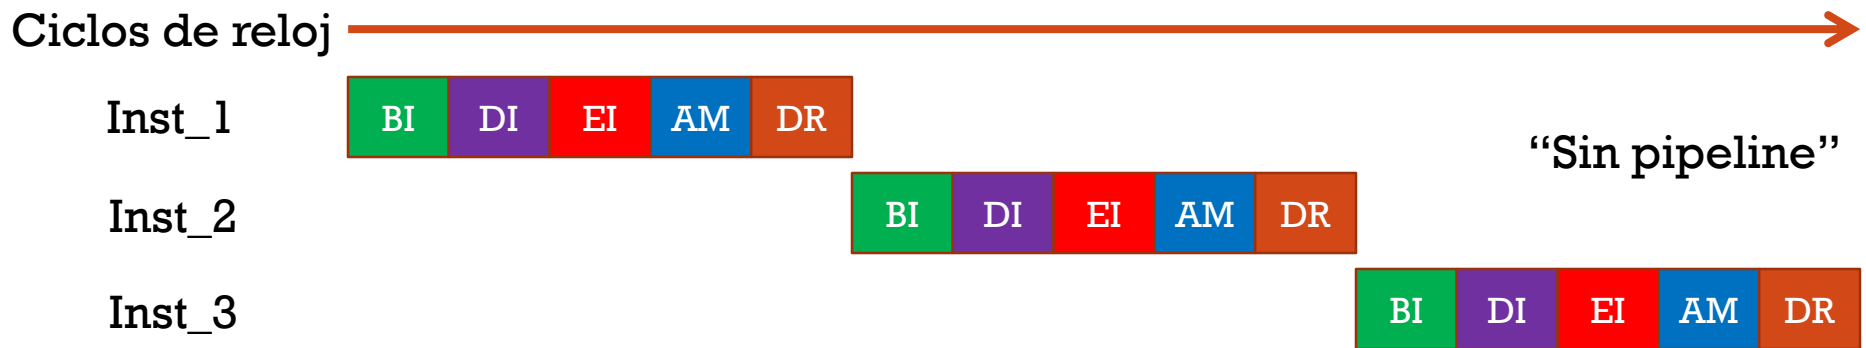 Ciclos de reloj
Inst_1 BI DI EI AM DR
“Sin pipeline”
Inst_2 BI DI EI AM DR
Inst_3 BI DI EI AM DR